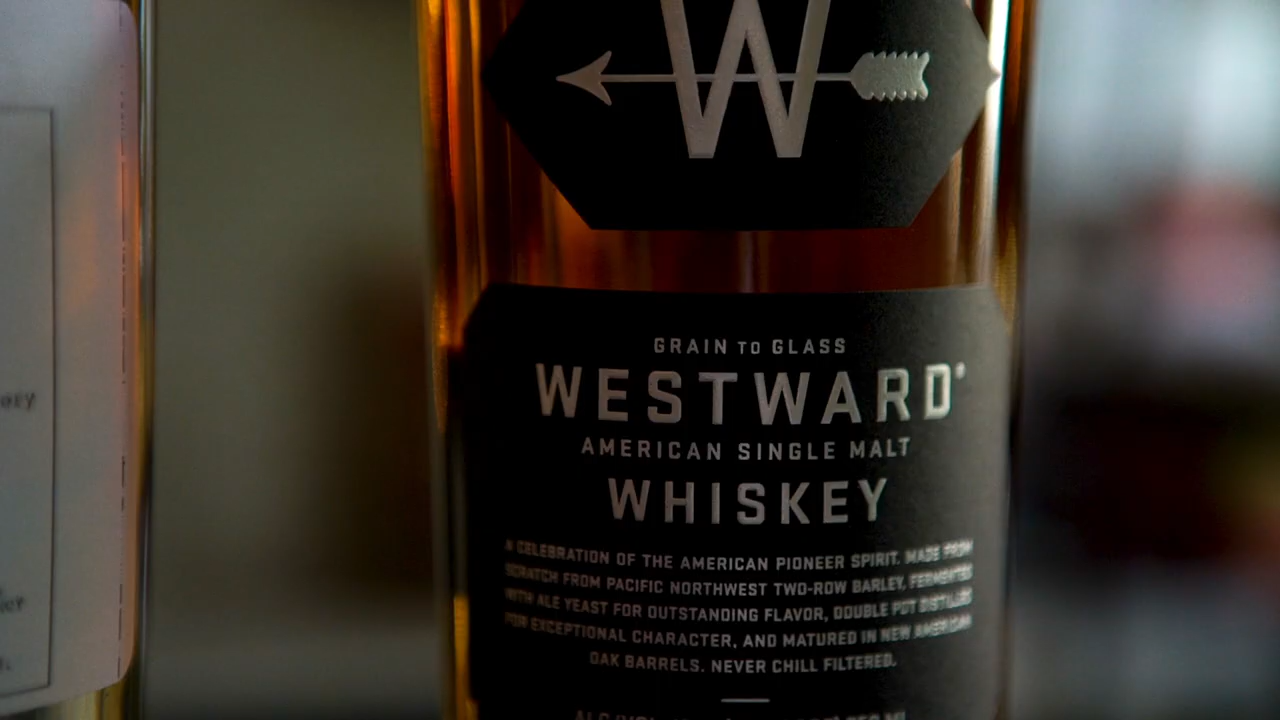 W
GRAIN TO GLASS
WESTWARD
AMERICAN SINGLE MALT
WHISKEY
A CELEBRATION OF THE AMERICAN PIONEER SPIRIT. MADE FROM
SCRATCH FROM PACIFIC NORTHWEST TWO-ROW BARLEY, FERMENTED
WITH ALE YEAST FOR OUTSTANDING FLAVOR, DOUBLE POT DISTILLED
FOR EXCEPTIONAL CHARACTER, AND MATURED IN NEW AMERICAN
OAK BARRELS. NEVER CHILL FILTERED.